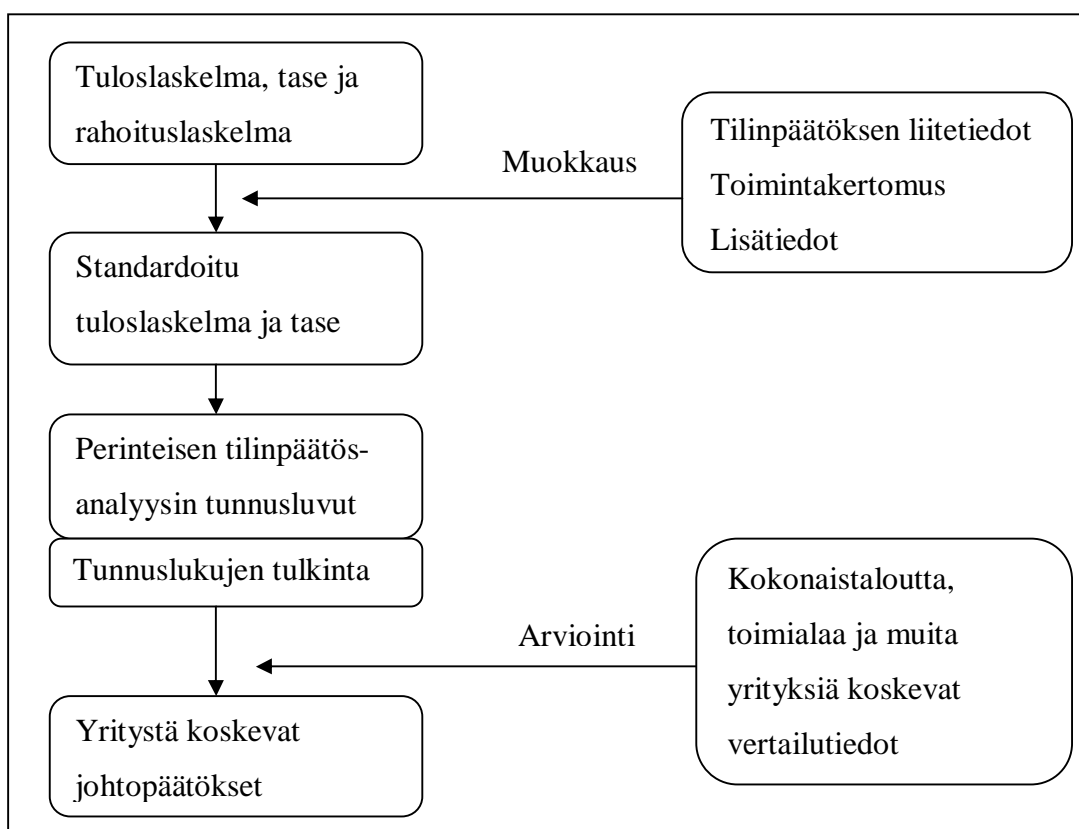 Tuloslaskelma, tase ja
rahoituslaskelma
Muokkaus
Tilinpäätöksen liitetiedot
Toimintakertomus
Lisätiedot
Standardoitu
tuloslaskelma ja tase
Perinteisen tilinpäätös-
analyysin tunnusluvut
Tunnuslukujen tulkinta
Arviointi
Kokonaistaloutta,
toimialaa ja muita
yrityksiä koskevat
vertailutiedot
Yritystä koskevat
johtopäätökset